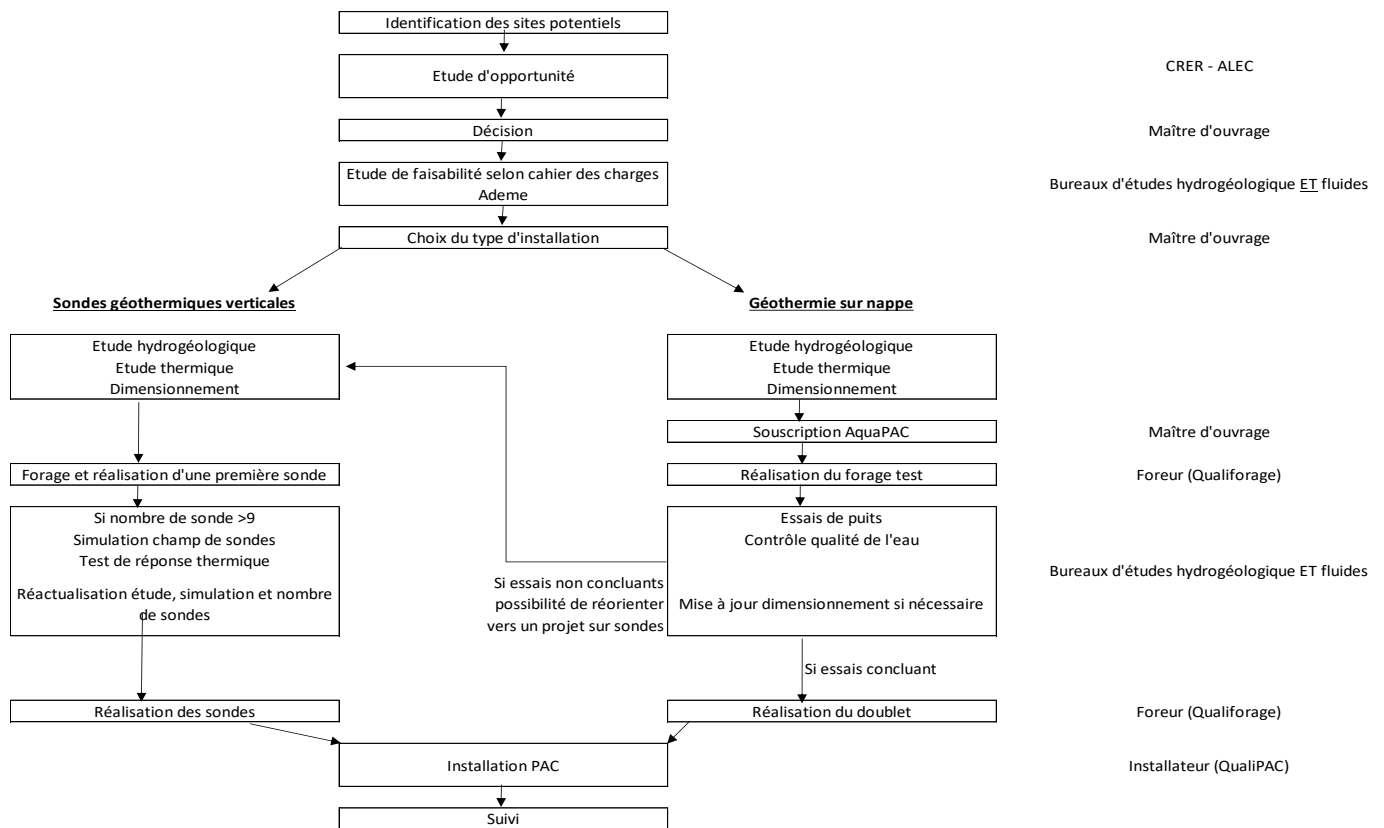 Identification des sites potentiels
Etude d'opportunité
CRER - ALEC
Décision
Maître d'ouvrage
Etude de faisabilité selon cahier des charges
Ademe
Bureaux d'études hydrogéologique ET fluides
Choix du type d'installation
Maître d'ouvrage
Sondes géothermiques verticales
Géothermie sur nappe
Etude hydrogéologique
Etude thermique
Dimensionnement
Etude hydrogéologique
Etude thermique
Dimensionnement
Souscription AquaPAC
Maître d'ouvrage
Forage et réalisation d'une première sonde
Réalisation du forage test
Foreur (Qualiforage)
Si nombre de sonde >9
Simulation champ de sondes
Test de réponse thermique
Réactualisation étude, simulation et nombre
de sondes
Si essais non concluants
possibilité de réorienter
vers un projet sur sondes
Essais de puits
Contrôle qualité de l'eau
Mise à jour dimensionnement si nécessaire
Bureaux d'études hydrogéologique ET fluides
Si essais concluant
Réalisation des sondes
Réalisation du doublet
Foreur (Qualiforage)
Installation PAC
Installateur (QualiPAC)
Suivi